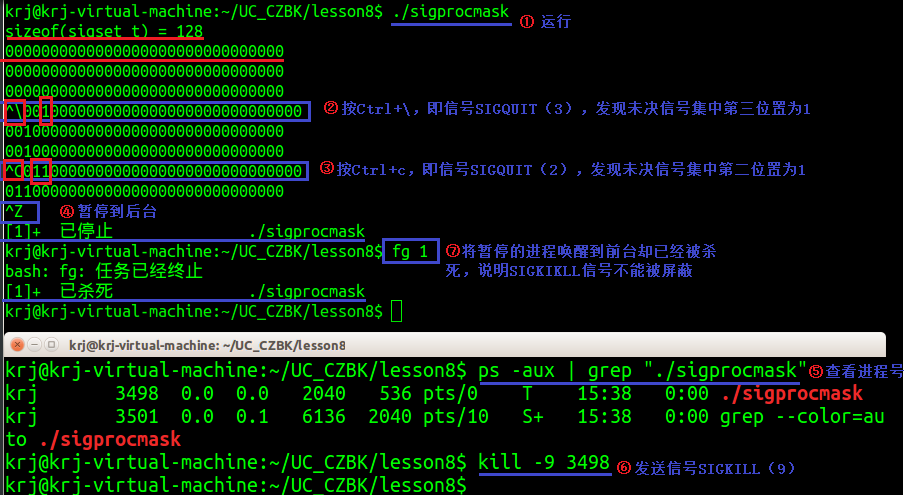 krj@krj-virtual-machine:~/UC_CZBK/lesson8$ ./sigprocmask ① 运行
sizeof(sigset_t) = 128
0000000000000000000000000000000
0000000000000000000000000000000
0000000000000000000000000000000
^\0010000000000000000000000000000 ②按Ctrl+\，即信号SIGQUIT（3），发现未决信号集中第三位置为1
0010000000000000000000000000000
0010000000000000000000000000000
^C0110000000000000000000000000000 ③按Ctrl+c，即信号SIGQUIT（2），发现未决信号集中第二位置为1
0110000000000000000000000000000
^Z ④暂停到后台
[1]+ 已停止 ./sigprocmask
krj@krj-virtual-machine:~/UC_CZBK/lesson8$ fg 1 ⑦将暂停的进程唤醒到前台却已经被杀
bash: fg: 任务已经终止 死，说明SIGKIKLL信号不能被屏蔽
[1]+ 已杀死 ./sigprocmask
krj@krj-virtual-machine:~/UC_CZBK/lesson8$
krj@krj-virtual-machine: ~/UC_CZBK/lesson8
krj@krj-virtual-machine:~/UC_CZBK/lesson8$ ps -aux | grep "./sigprocmask" ⑤查看进程号
krj 3498 0.0 0.0 2040 536 pts/0 T 15:38 0:00 ./sigprocmask
krj 3501 0.0 0.1 6136 2040 pts/10 S+ 15:38 0:00 grep --color=au
to ./sigprocmask
krj@krj-virtual-machine:~/UC_CZBK/lesson8$ kill -9 3498 ⑥发送信号SIGKILL（9）
krj@krj-virtual-machine:~/UC_CZBK/lesson8$